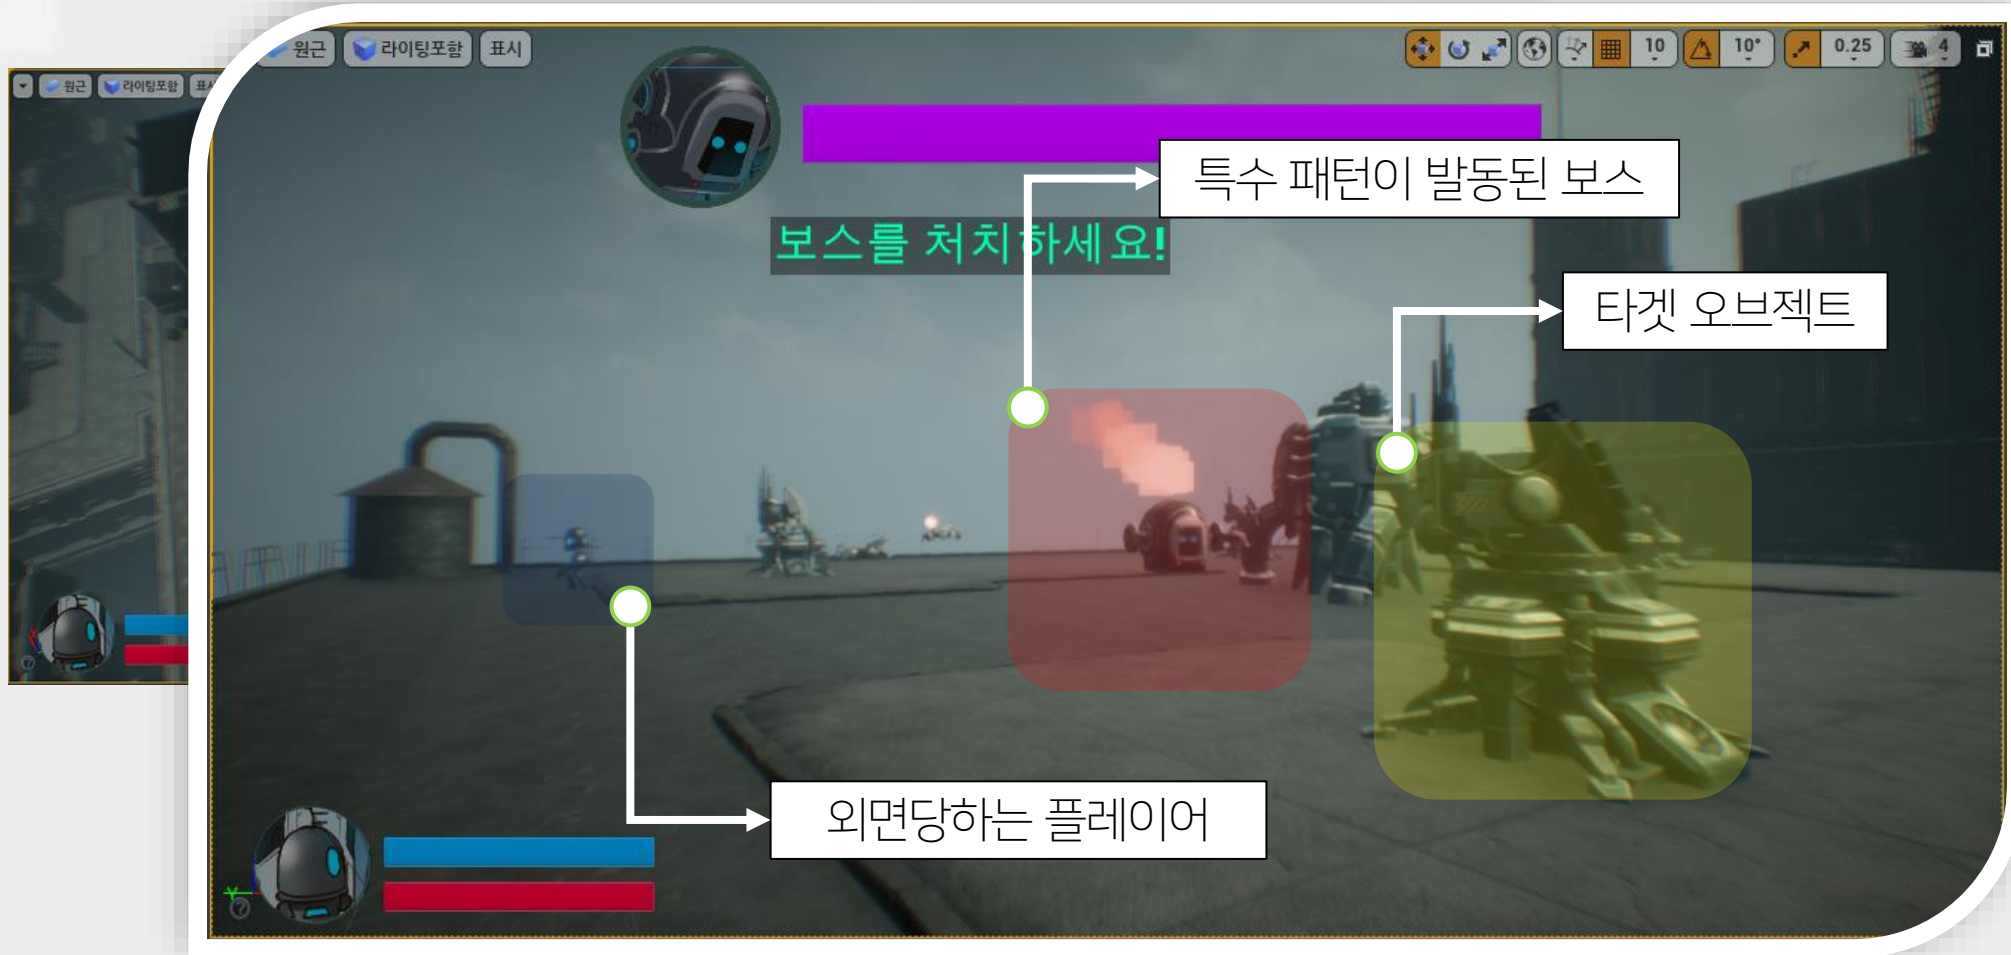 원근
라이팅포함
표시
10
10°
0.25
4
원근
라이팅포함
특수 패턴이 발동된 보스
보스를 처치하세요!
타겟 오브젝트
외면당하는 플레이어